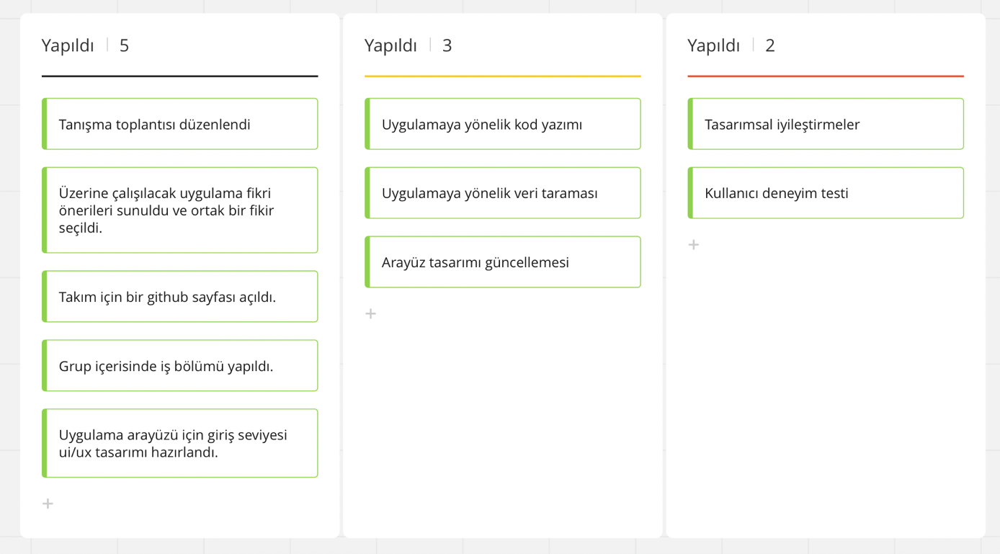 Yapıldı | 5
Tanışma toplantısı düzenlendi
Üzerine çalışılacak uygulama fikri
önerileri sunuldu ve ortak bir fikir
seçildi.
Takım için bir github sayfası açıldı.
Grup içerisinde iş bölümü yapıldı.
Uygulama arayüzü için giriş seviyesi
ui/ux tasarımı hazırlandı.
+
Yapıldı | 3
Uygulamaya yönelik kod yazımı
Uygulamaya yönelik veri taraması
Arayüz tasarımı güncellemesi
+
Yapıldı | 2
Tasarımsal iyileştirmeler
Kullanıcı deneyim testi
+